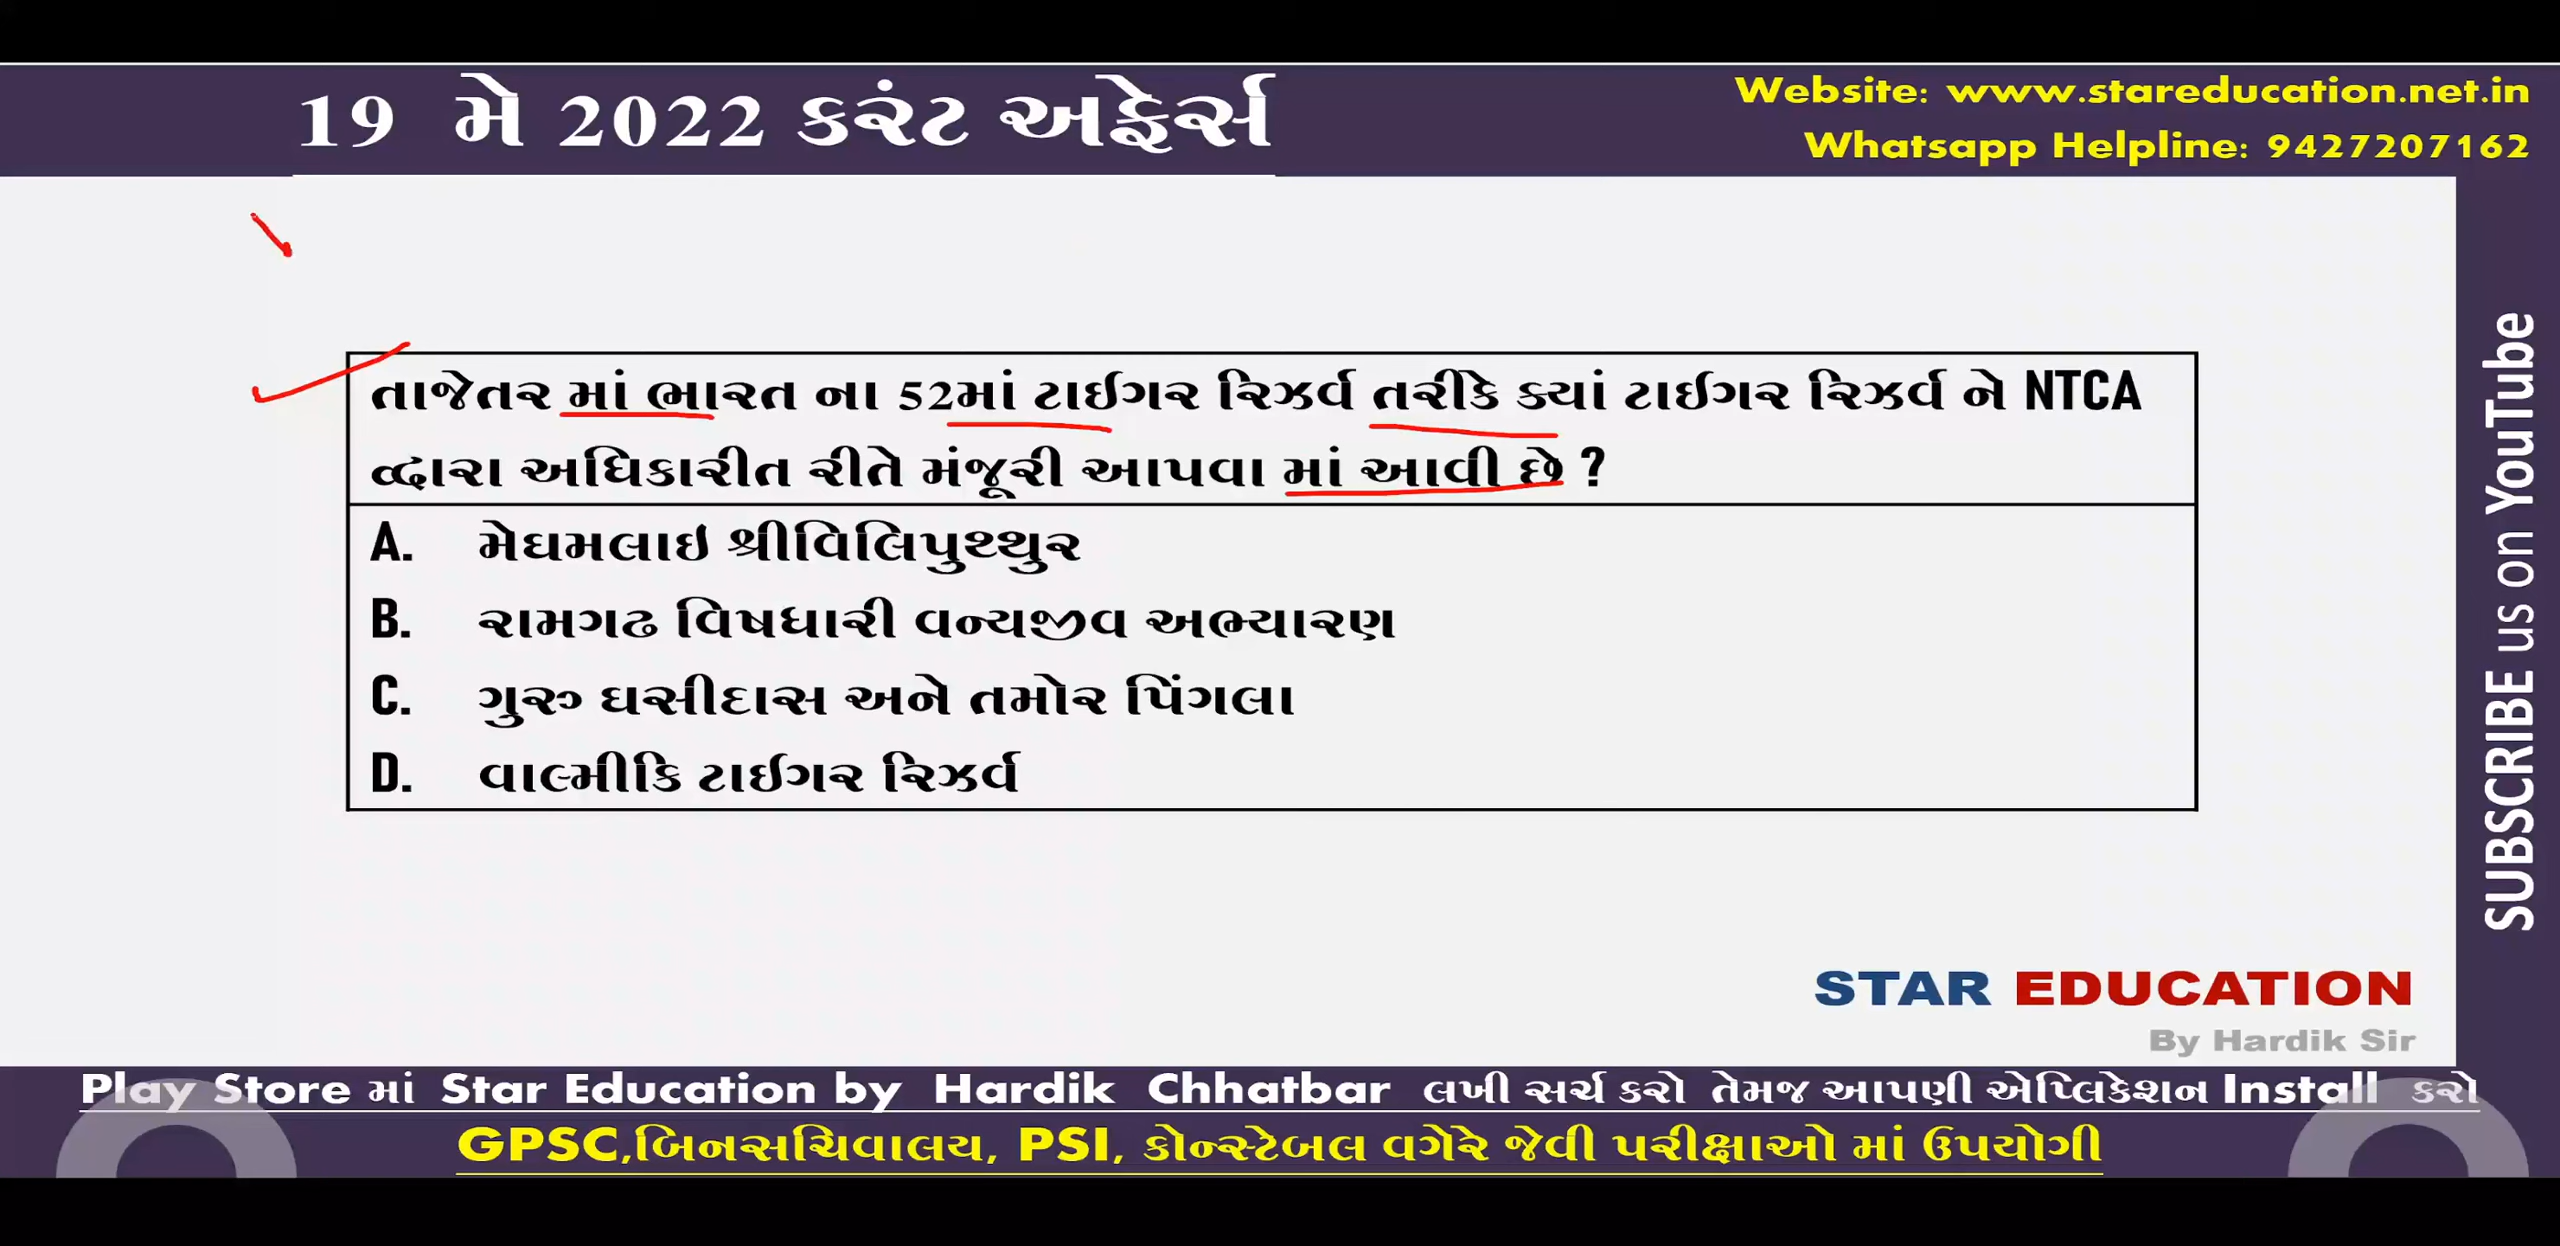 19 મે 2022 કરંટ અફેર્સ
Website: www.stareducation.net.in
Whatsapp Helpline: 9427207162
તાજેતર માં ભારત ના 52માં ટાઈગર રિઝર્વ તરીકે ક્યાં ટાઈગર રિઝર્વ ને NTCA
દ્વારા અધિકારીત રીતે મંજૂરી આપવા માં આવી છે ?
A. મેઘમલાઇ શ્રીવિલિપુથ્થુર
B. રામગઢ વિષધારી વન્યજીવ અભ્યારણ
C. ગુરુ ઘસીદાસ અને તમોર પિંગલા
D. વાલ્મીકિ ટાઈગર રિઝર્વ
SUBSCRIBE us on YouTube
STAR EDUCATION
By Hardik Sir
Play Store માં Star Education by Hardik Chhatbar લખી સર્ચ કરો તેમજ આપણી એપ્લિકેશન Install કરો
GPSC,બિનસચિવાલય, PSI, કોન્સ્ટેબલ વગેરે જેવી પરીક્ષાઓ માં ઉપયોગી